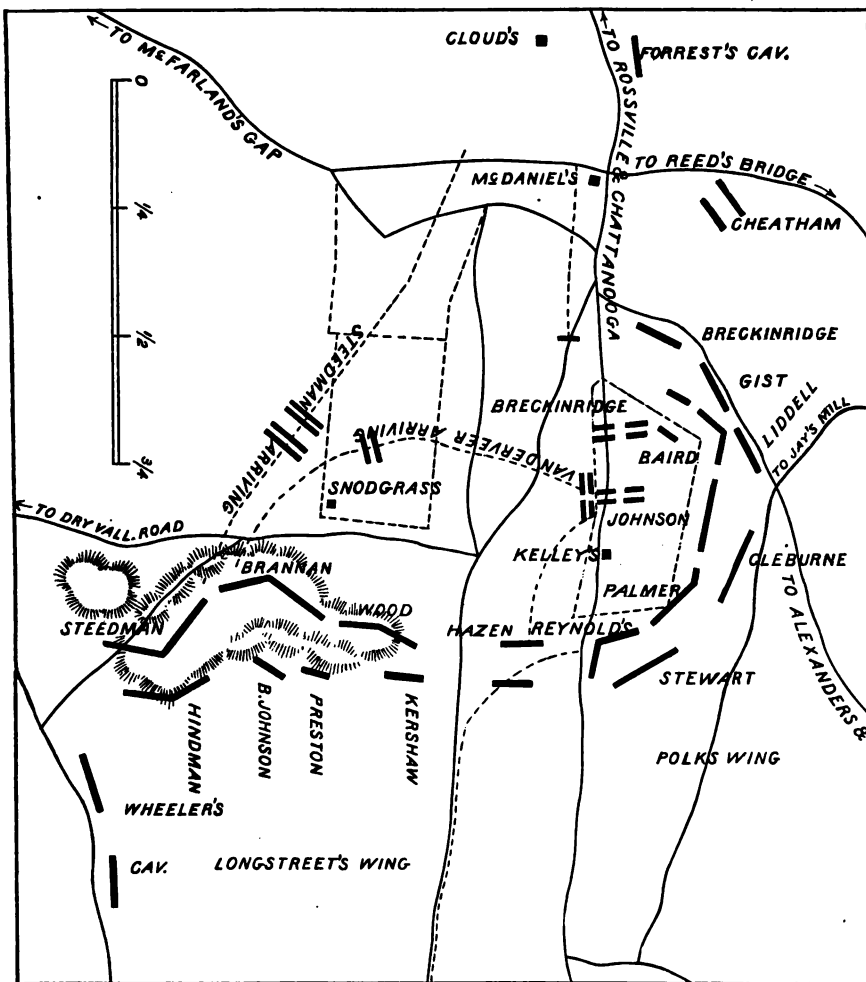 ← TO McFARLAND'S GAP
CLOUD'S
← TO ROSSVILLE & CHATTANOOGA
FORREST'S CAV.
0
1/4
1/2
3/4
TO REED'S BRIDGE →
McDANIEL'S
CHEATHAM
BRECKINRIDGE
GIST
LIDDELL
TO JAY'S MILL
STEEDMAN
ARRIVING
BRECKINRIDGE
VANDERVEER ARRIVING
BAIRD
SNODGRASS
JOHNSON
← TO DRY VALL. ROAD
KELLEY'S
CLEBURNE
BRANNAN
PALMER
TO ALEXANDERS &
STEEDMAN
WOOD
HAZEN
REYNOLD'S
STEWART
HINDMAN
B. JOHNSON
PRESTON
KERSHAW
POLKS WING
WHEELER'S
CAV.
LONGSTREET'S WING